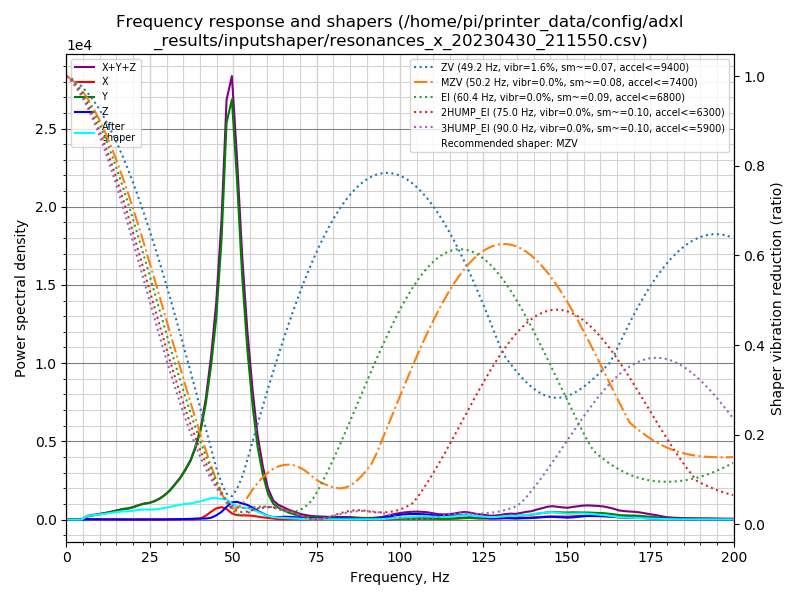 Frequency response and shapers (/home/pi/printer_data/config/adxl
_results/inputshaper/resonances_x_20230430_211550.csv)
1e4
X+Y+Z
X
Y
Z
After
shaper
ZV (49.2 Hz, vibr=1.6%, sm~=0.07, accel<=9400)
MZV (50.2 Hz, vibr=0.0%, sm~=0.08, accel<=7400)
EI (60.4 Hz, vibr=0.0%, sm~=0.09, accel<=6800)
2HUMP_EI (75.0 Hz, vibr=0.0%, sm~=0.10, accel<=6300)
3HUMP_EI (90.0 Hz, vibr=0.0%, sm~=0.10, accel<=5900)
Recommended shaper: MZV
Power spectral density
2.5
2.0
1.5
1.0
0.5
0.0
1.0
0.8
0.6
0.4
0.2
0.0
Shaper vibration reduction (ratio)
0 25 50 75 100 125 150 175 200
Frequency, Hz